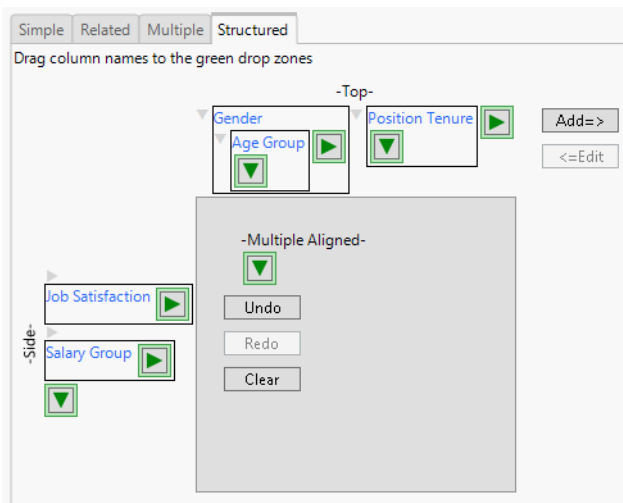 Simple Related Multiple Structured
Drag column names to the green drop zones
-Top-
Gender
Position Tenure
Add=>
Age Group
<=Edit
-Multiple Aligned-
Job Satisfaction
Undo
-Side-
Redo
Salary Group
Clear